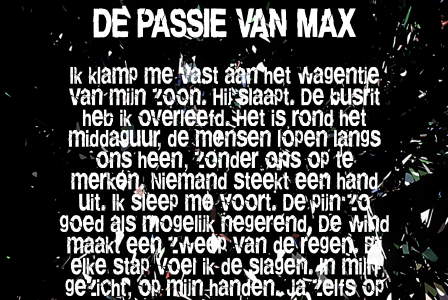 DE PASSIE VAN MAX
Ik klamp me vast aan het wagentje
van mijn zoon. Hij slaapt. De busrit
heb ik overleefd. Het is rond het
middaguur, de mensen lopen langs
ons heen, zonder ons op te
merken. Niemand steekt een hand
uit. Ik sleep me voort. De pijn zo
goed als mogelijk negerend. De wind
maakt een zweep van de regen. Bij
elke stap voel ik de slagen. In mijn
gezicht, op mijn handen. Ja zelfs op